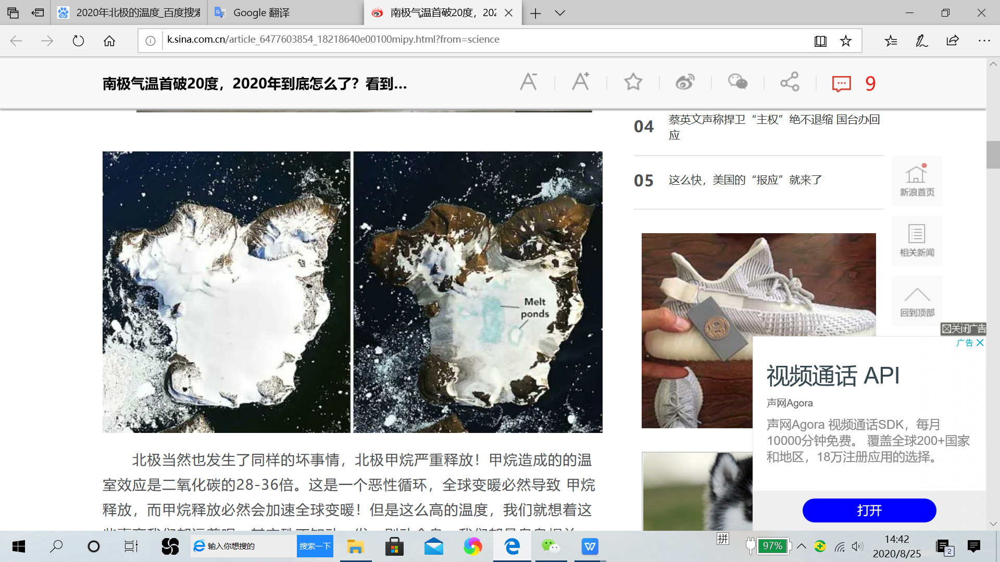 2020年北极的温度_百度搜索
Google 翻译
南极气温首破20度，202
k.sina.com.cn/article_6477603854_18218640e00100mipy.html?from=science
南极气温首破20度，2020年到底怎么了？看到...
A-
A+
9
04 蔡英文声称捍卫“主权”绝不退缩 国台办回
应
05 这么快，美国的“报应”就来了
新浪首页
相关新闻
回到顶部
Melt
ponds
关闭广告
广告
视频通话 API
声网Agora
声网Agora 视频通话SDK，每月
10000分钟免费。 覆盖全球200+国家
和地区，18万注册应用的选择。
打开
北极当然也发生了同样的坏事情，北极甲烷严重释放！甲烷造成的的温
室效应是二氧化碳的28-36倍。这是一个恶性循环，全球变暖必然导致 甲烷
释放，而甲烷释放必然会加速全球变暖！但是这么高的温度，我们就想着这
输入你想搜的
搜索一下
拼
97%
14:42
2020/8/25
2